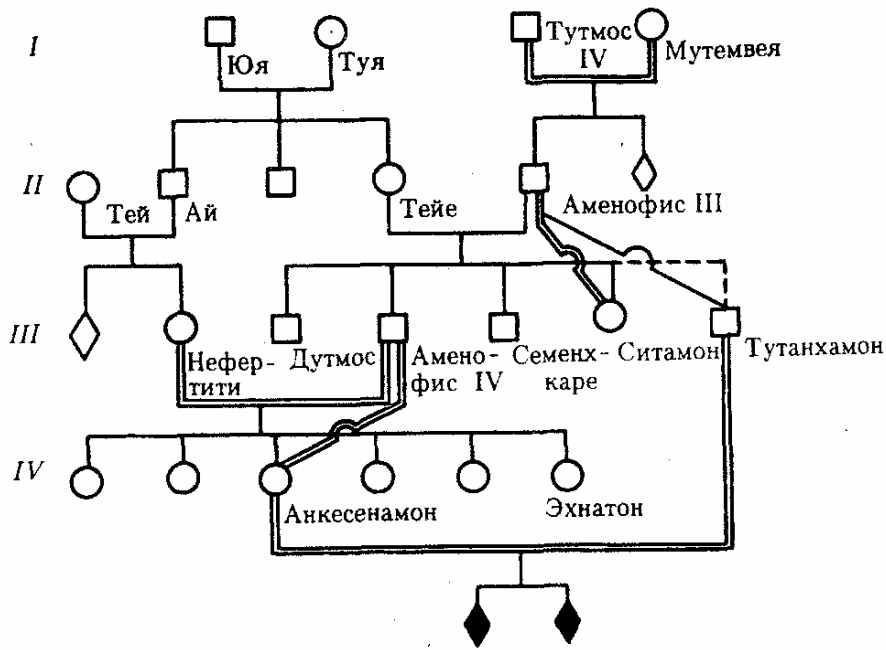 I
Юя
Туя
Тутмос
IV
Мутемвея
II
Тей
Ай
Тейе
Аменофис III
III
Нефер-
тити
Дутмос
Амено-
фис IV
Семенх-
каре
Ситамон
Тутанхамон
IV
Анкесенамон
Эхнатон